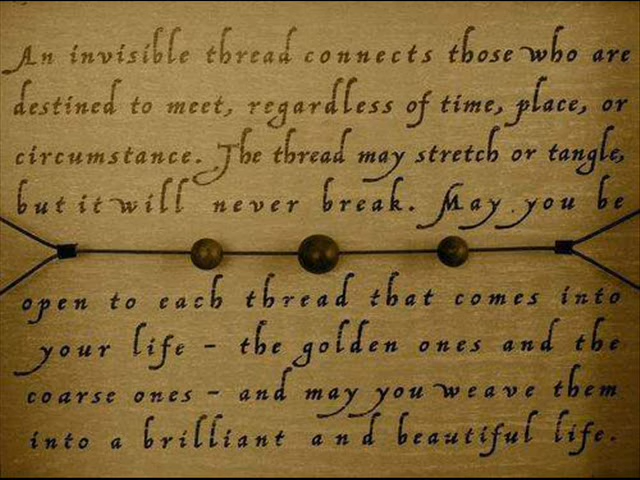 An invisible thread connects those who are
destined to meet, regardless of time, place, or
circumstance. The thread may stretch or tangle,
but it will never break. May you be
open to each thread that comes into
your life - the golden ones and the
coarse ones - and may you weave them
into a brilliant and beautiful life.